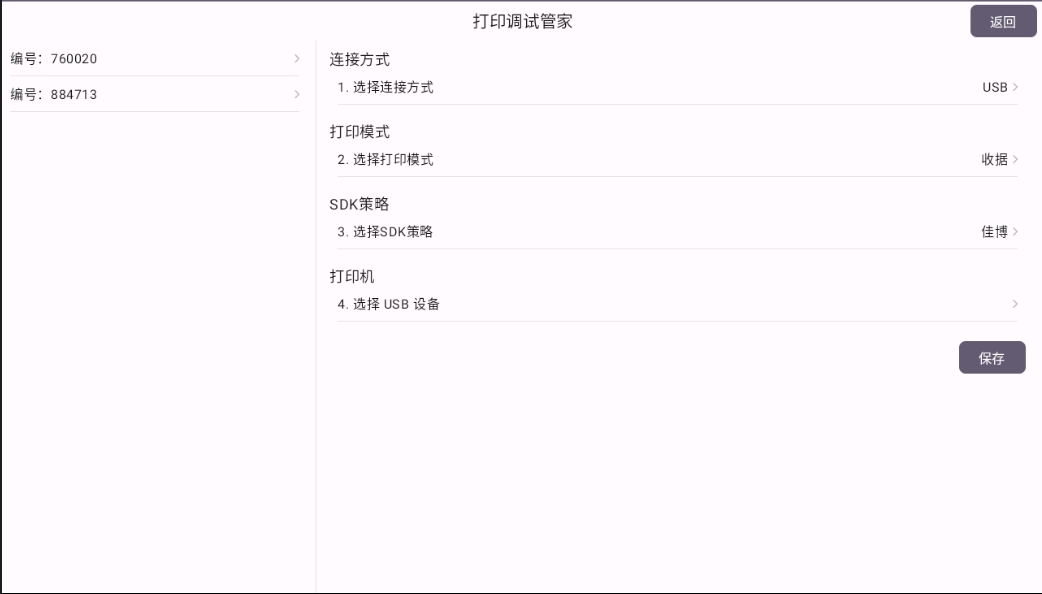 打印调试管家
返回
编号：760020
编号：884713
连接方式
1. 选择连接方式 USB
打印模式
2. 选择打印模式 收据
SDK策略
3. 选择SDK策略 佳博
打印机
4. 选择 USB 设备
保存